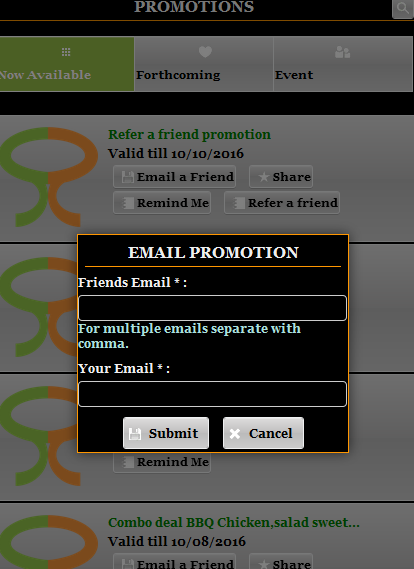 PROMOTIONS
Now Available
Forthcoming
Event
Refer a friend promotion
Valid till 10/10/2016
Email a Friend
Share
Remind Me
Refer a friend
EMAIL PROMOTION
Friends Email * :
For multiple emails separate with
comma.
Your Email * :
Submit
Cancel
Remind Me
Combo deal BBQ Chicken,salad sweet...
Valid till 10/08/2016
Email a Friend
Share